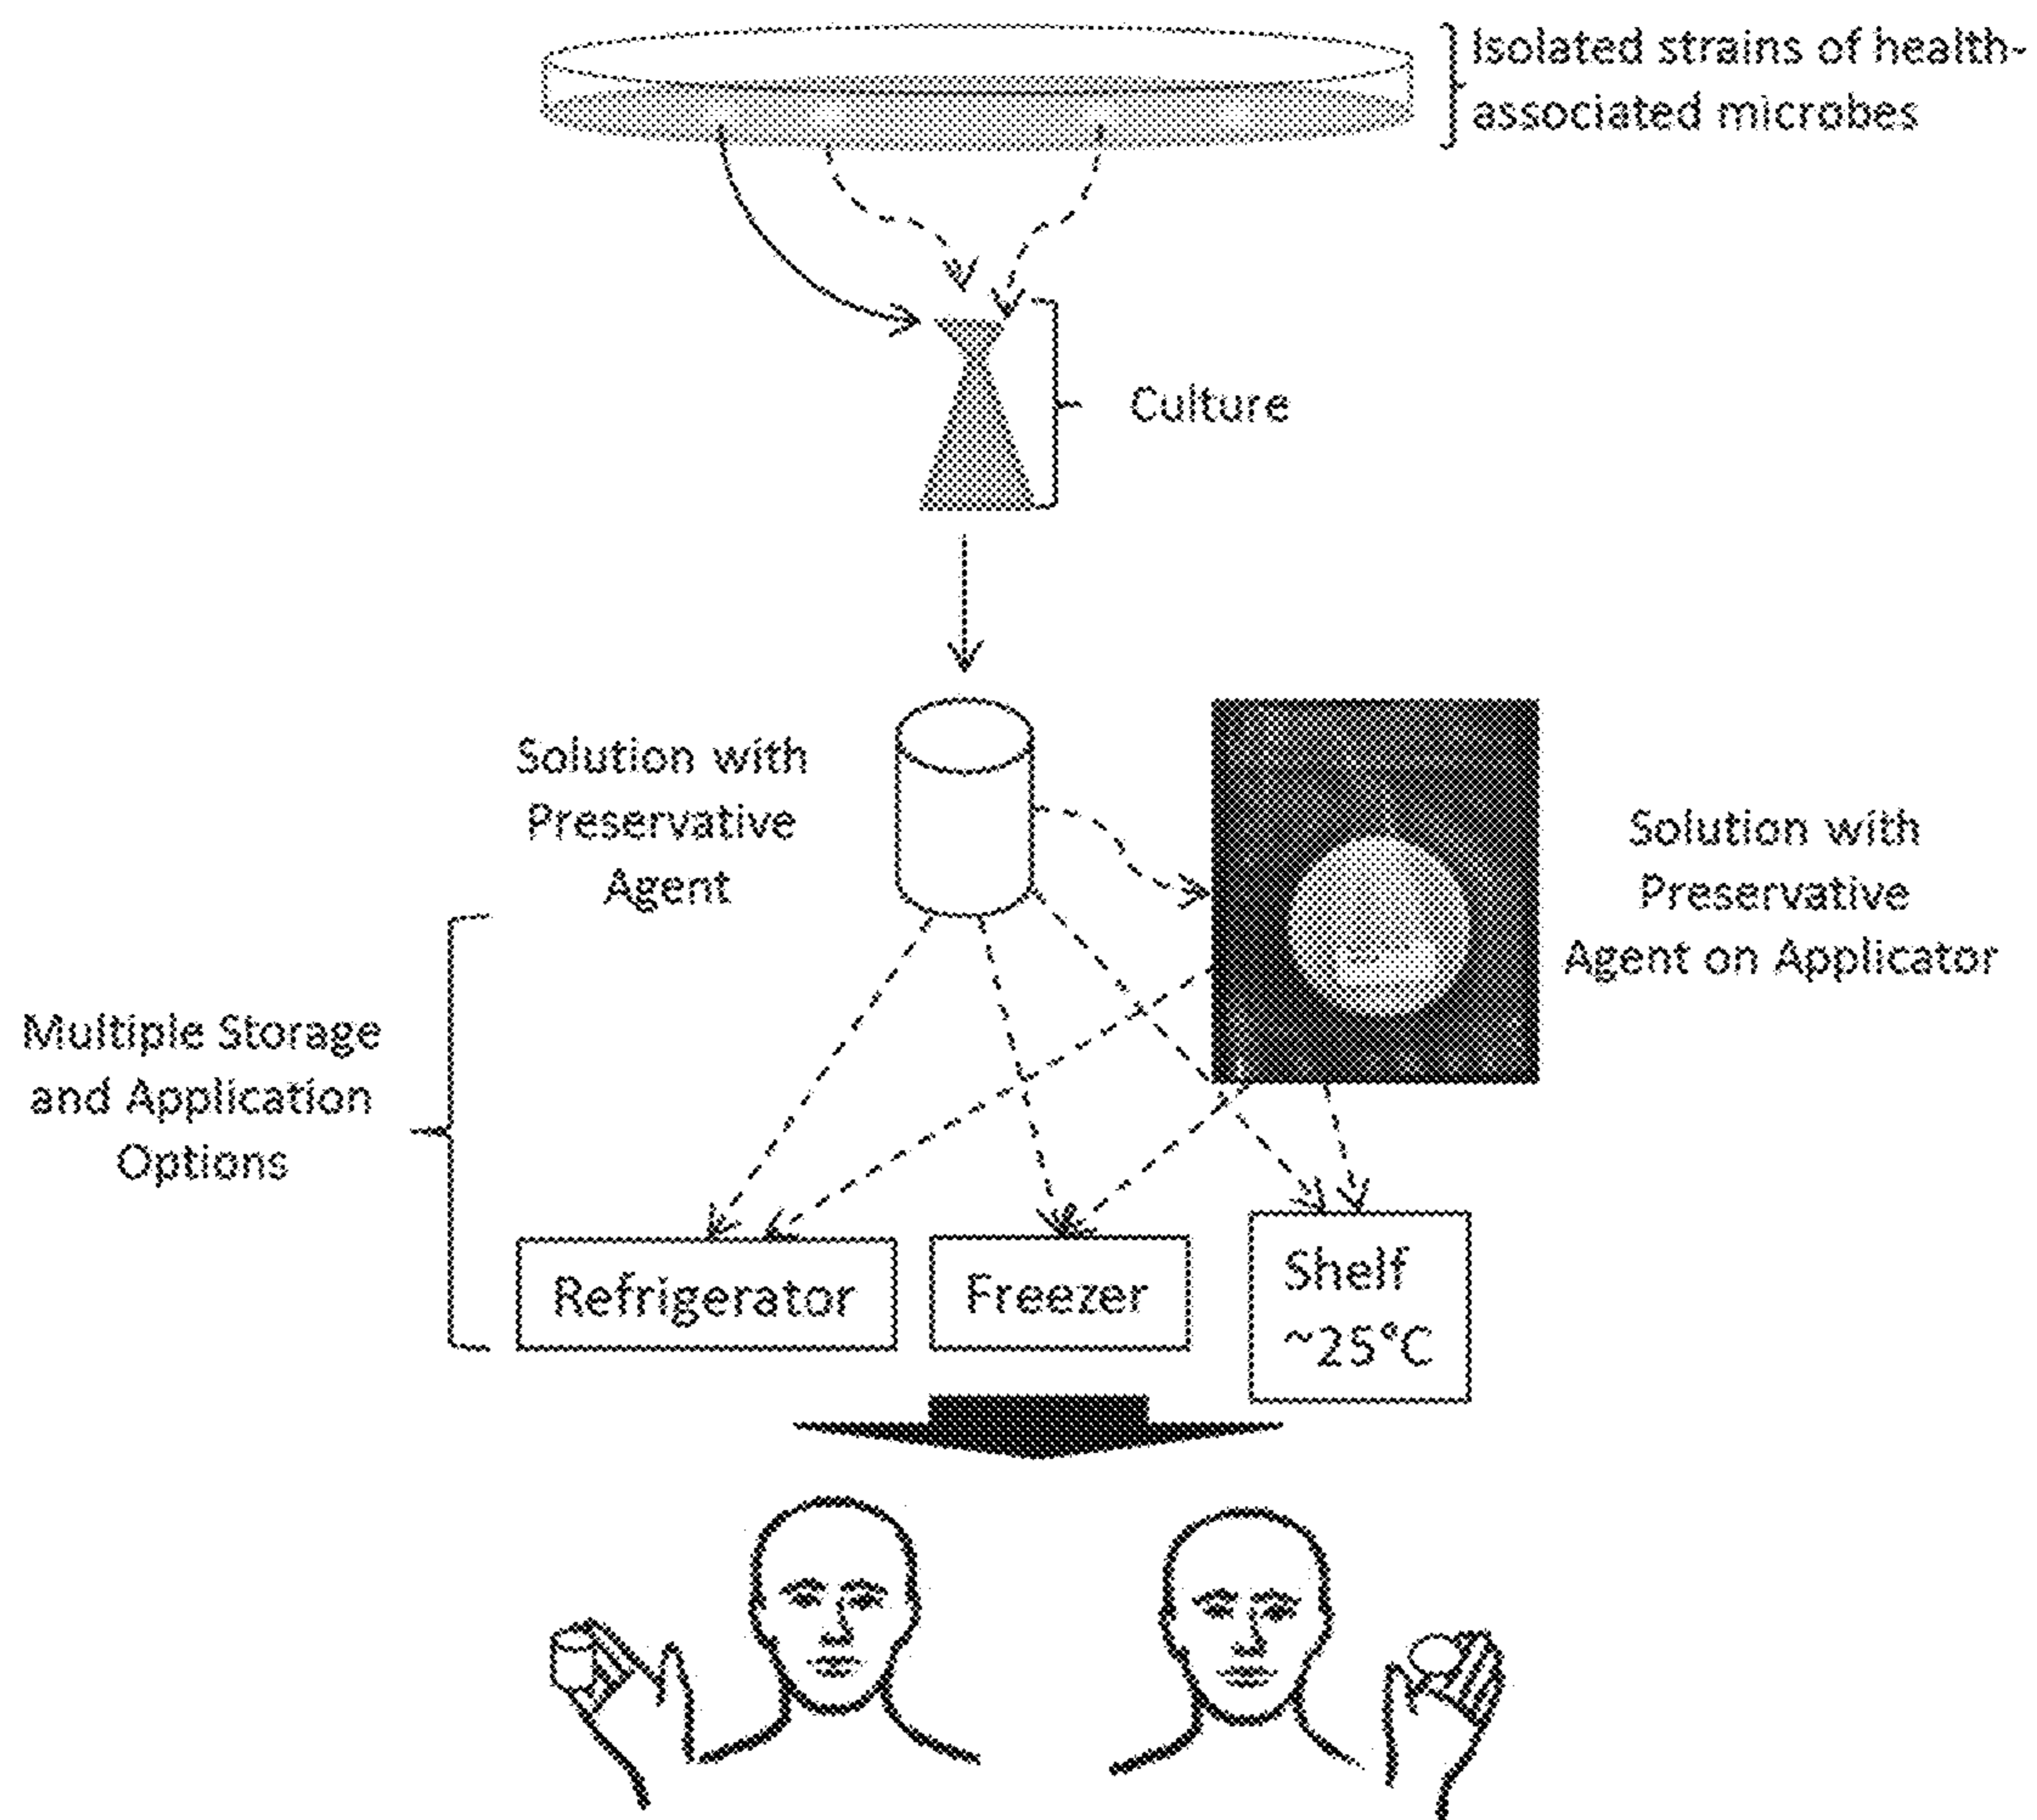 Isolated strains of health-
associated microbes
Culture
Solution with
Preservative
Agent
Solution with
Preservative
Agent on Applicator
Multiple Storage
and Application
Options
Refrigerator
Freezer
Shelf
~25°C